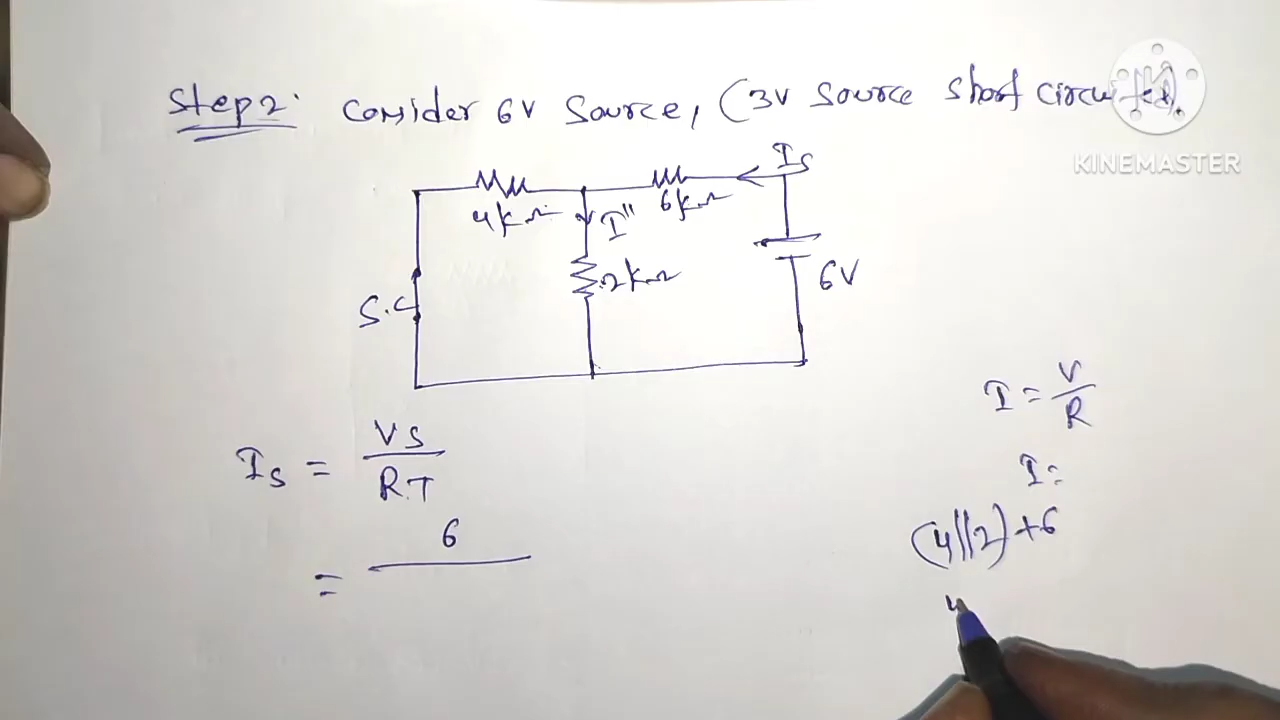 Step 2: Consider 6V Source, (3V Source Short Circuited).
KINEMASTER
Is
4kΩ
6kΩ
I"
2kΩ
S.C
6V
I = V/R
Is = VS/R.T
I =
(4||2)+6
= 6/
4